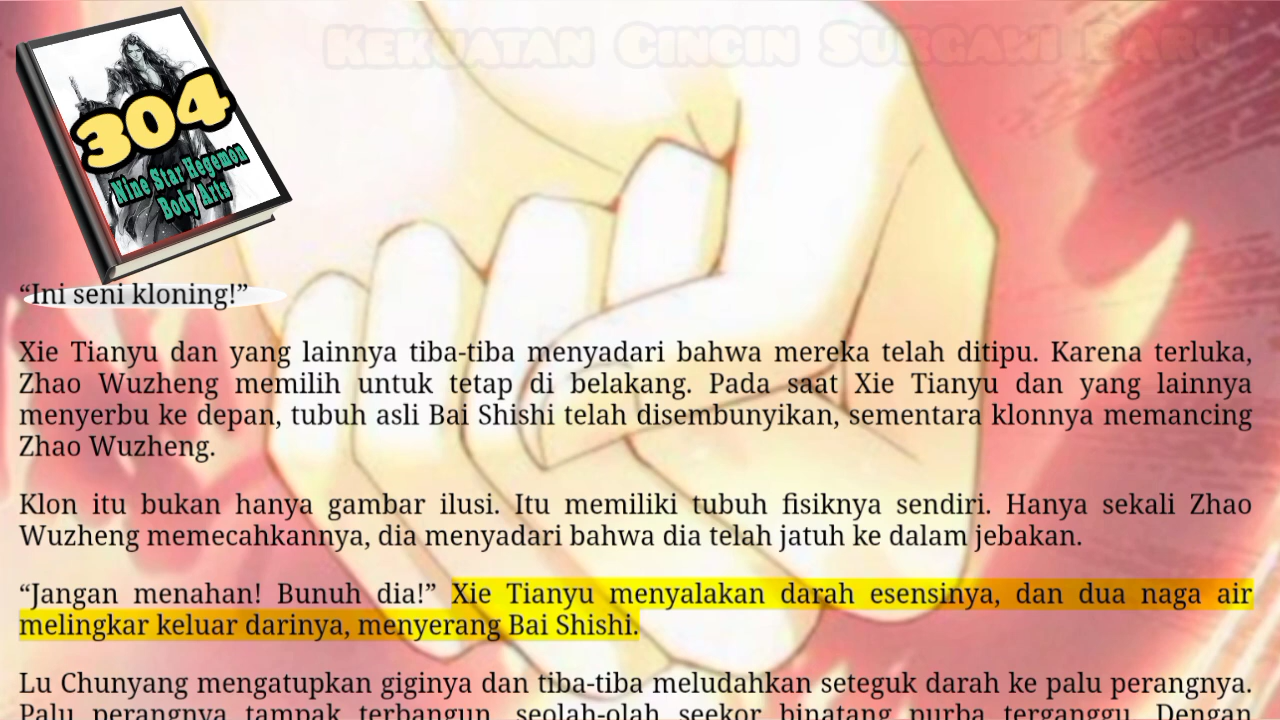 Kekuatan Cincin Surgawi Baru
304
Nine Star Hegemon
Body Arts
“Ini seni kloning!”
Xie Tianyu dan yang lainnya tiba-tiba menyadari bahwa mereka telah ditipu. Karena terluka,
Zhao Wuzheng memilih untuk tetap di belakang. Pada saat Xie Tianyu dan yang lainnya
menyerbu ke depan, tubuh asli Bai Shishi telah disembunyikan, sementara klonnya memancing
Zhao Wuzheng.
Klon itu bukan hanya gambar ilusi. Itu memiliki tubuh fisiknya sendiri. Hanya sekali Zhao
Wuzheng memecahkannya, dia menyadari bahwa dia telah jatuh ke dalam jebakan.
“Jangan menahan! Bunuh dia!” Xie Tianyu menyalakan darah esensinya, dan dua naga air
melingkar keluar darinya, menyerang Bai Shishi.
Lu Chunyang mengatupkan giginya dan tiba-tiba meludahkan seteguk darah ke palu perangnya.
Palu perangnya tampak terbangun, seolah-olah seekor binatang purba terganggu. Dengan